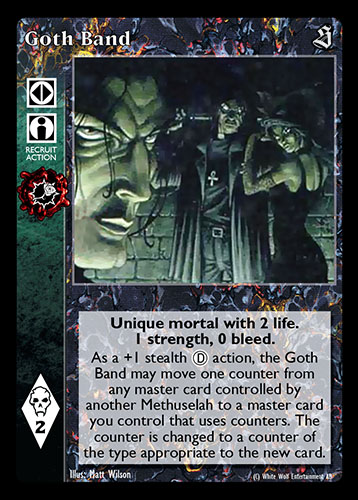 Goth Band
RECRUIT
ACTION
2
Unique mortal with 2 life.
1 strength, 0 bleed.
As a +1 stealth Ⓓ action, the Goth
Band may move one counter from
any master card controlled by
another Methuselah to a master card
you control that uses counters. The
counter is changed to a counter of
the type appropriate to the new card.
Illus: Matt Wilson